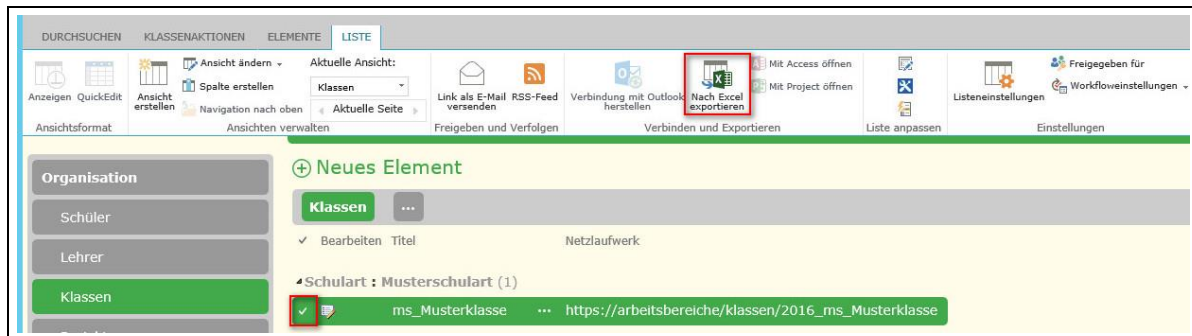 DURCHSUCHEN KLASSENAKTIONEN ELEMENTE LISTE
Anzeigen QuickEdit
Ansichtsformat
Ansicht erstellen
Ansicht ändern
Spalte erstellen
Navigation nach oben
Aktuelle Ansicht:
Klassen
Aktuelle Seite
Ansichten verwalten
Link als E-Mail versenden
RSS-Feed
Freigeben und Verfolgen
Verbindung mit Outlook herstellen
Nach Excel exportieren
Mit Access öffnen
Mit Project öffnen
Verbinden und Exportieren
Liste anpassen
Listeneinstellungen
Freigegeben für
Workfloweinstellungen
Einstellungen
Organisation
Schüler
Lehrer
Klassen
Neues Element
Klassen ...
Bearbeiten Titel Netzlaufwerk
Schulart : Musterschulart (1)
ms_Musterklasse ... https://arbeitsbereiche/klassen/2016_ms_Musterklasse